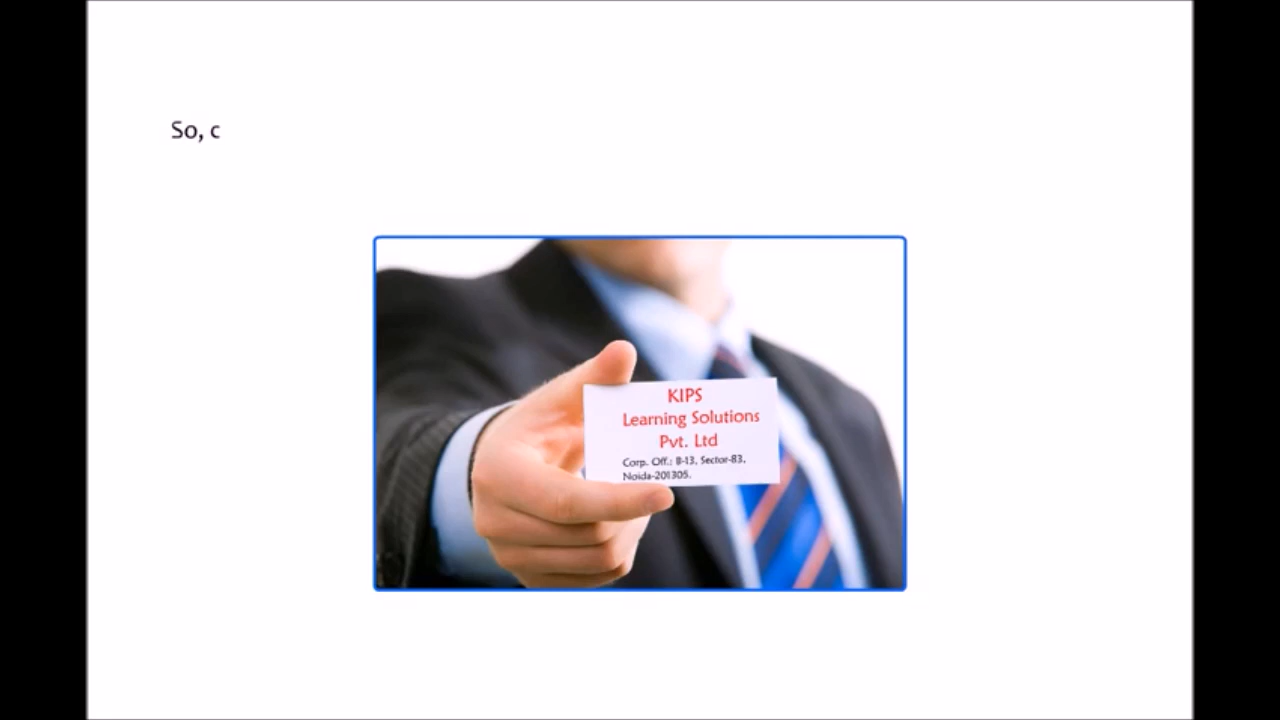 So, c
KIPS
Learning Solutions
Pvt. Ltd
Corp. Off.: B-13, Sector-83,
Noida-201305.